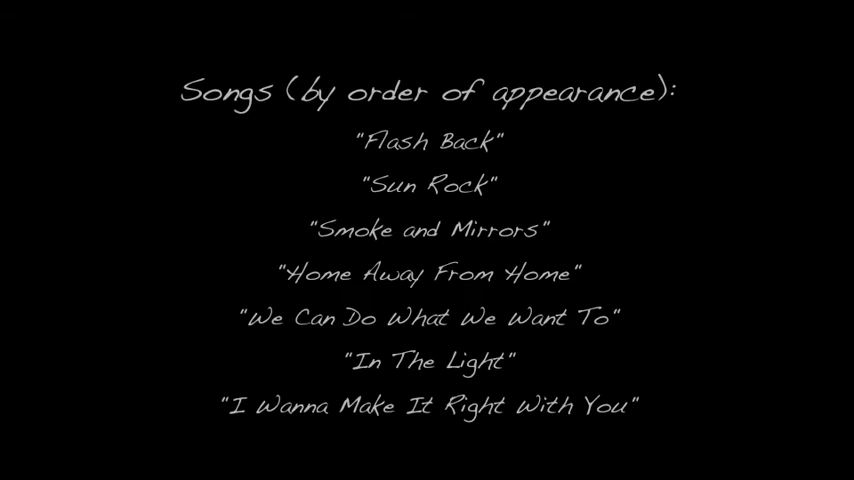 Songs (by order of appearance):
"Flash Back"
"Sun Rock"
"Smoke and Mirrors"
"Home Away From Home"
"We Can Do What We Want To"
"In The Light"
"I Wanna Make It Right With You"